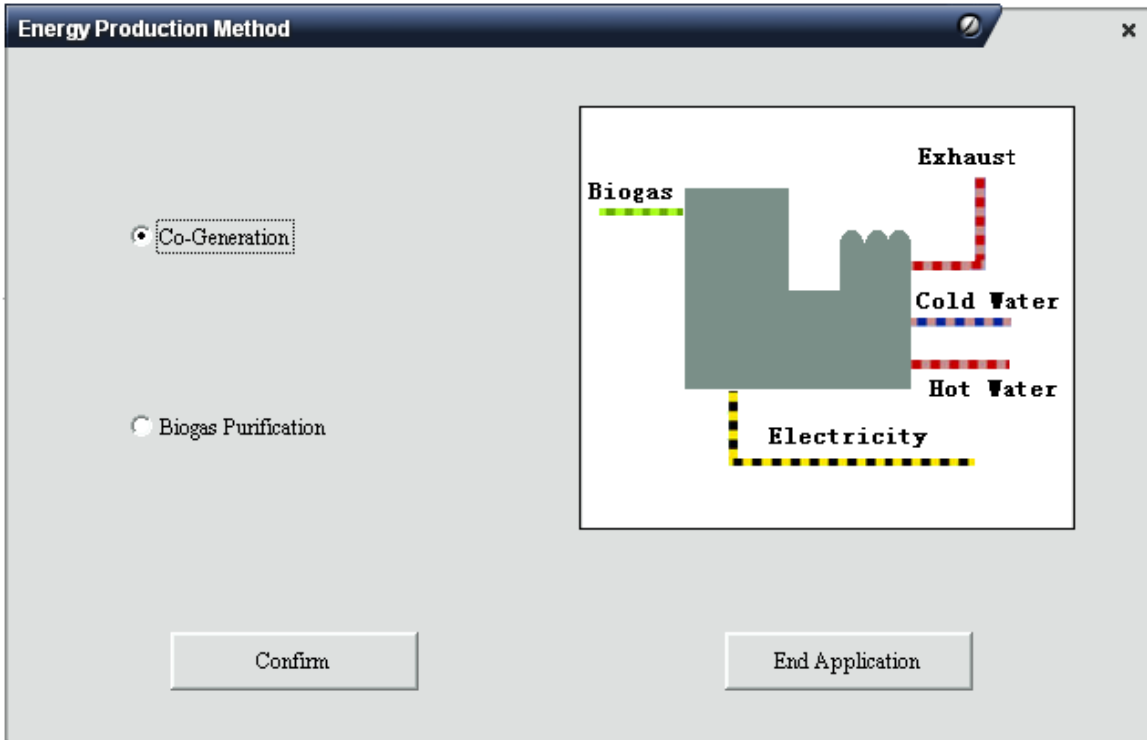 Energy Production Method
Exhaust
Biogas
Co-Generation
Cold Water
Hot Water
Biogas Purification
Electricity
Confirm
End Application